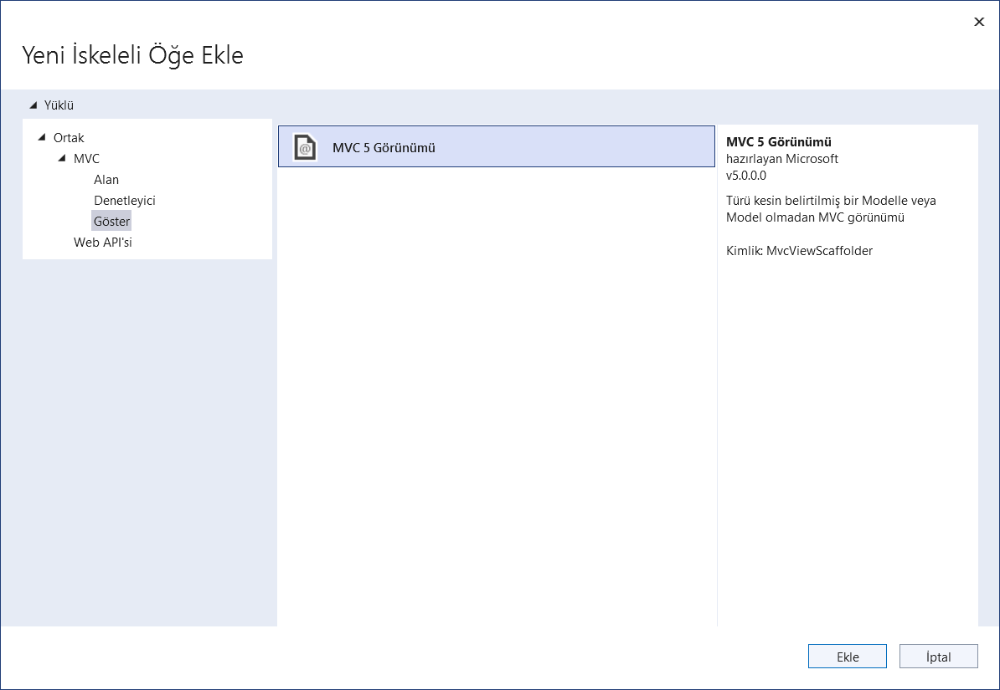 Yeni İskeleli Öğe Ekle
Yüklü
Ortak
MVC
Alan
Denetleyici
Göster
Web API'si
MVC 5 Görünümü
MVC 5 Görünümü
hazırlayan Microsoft
v5.0.0.0
Türü kesin belirtilmiş bir Modelle veya
Model olmadan MVC görünümü
Kimlik: MvcViewScaffolder
Ekle
İptal